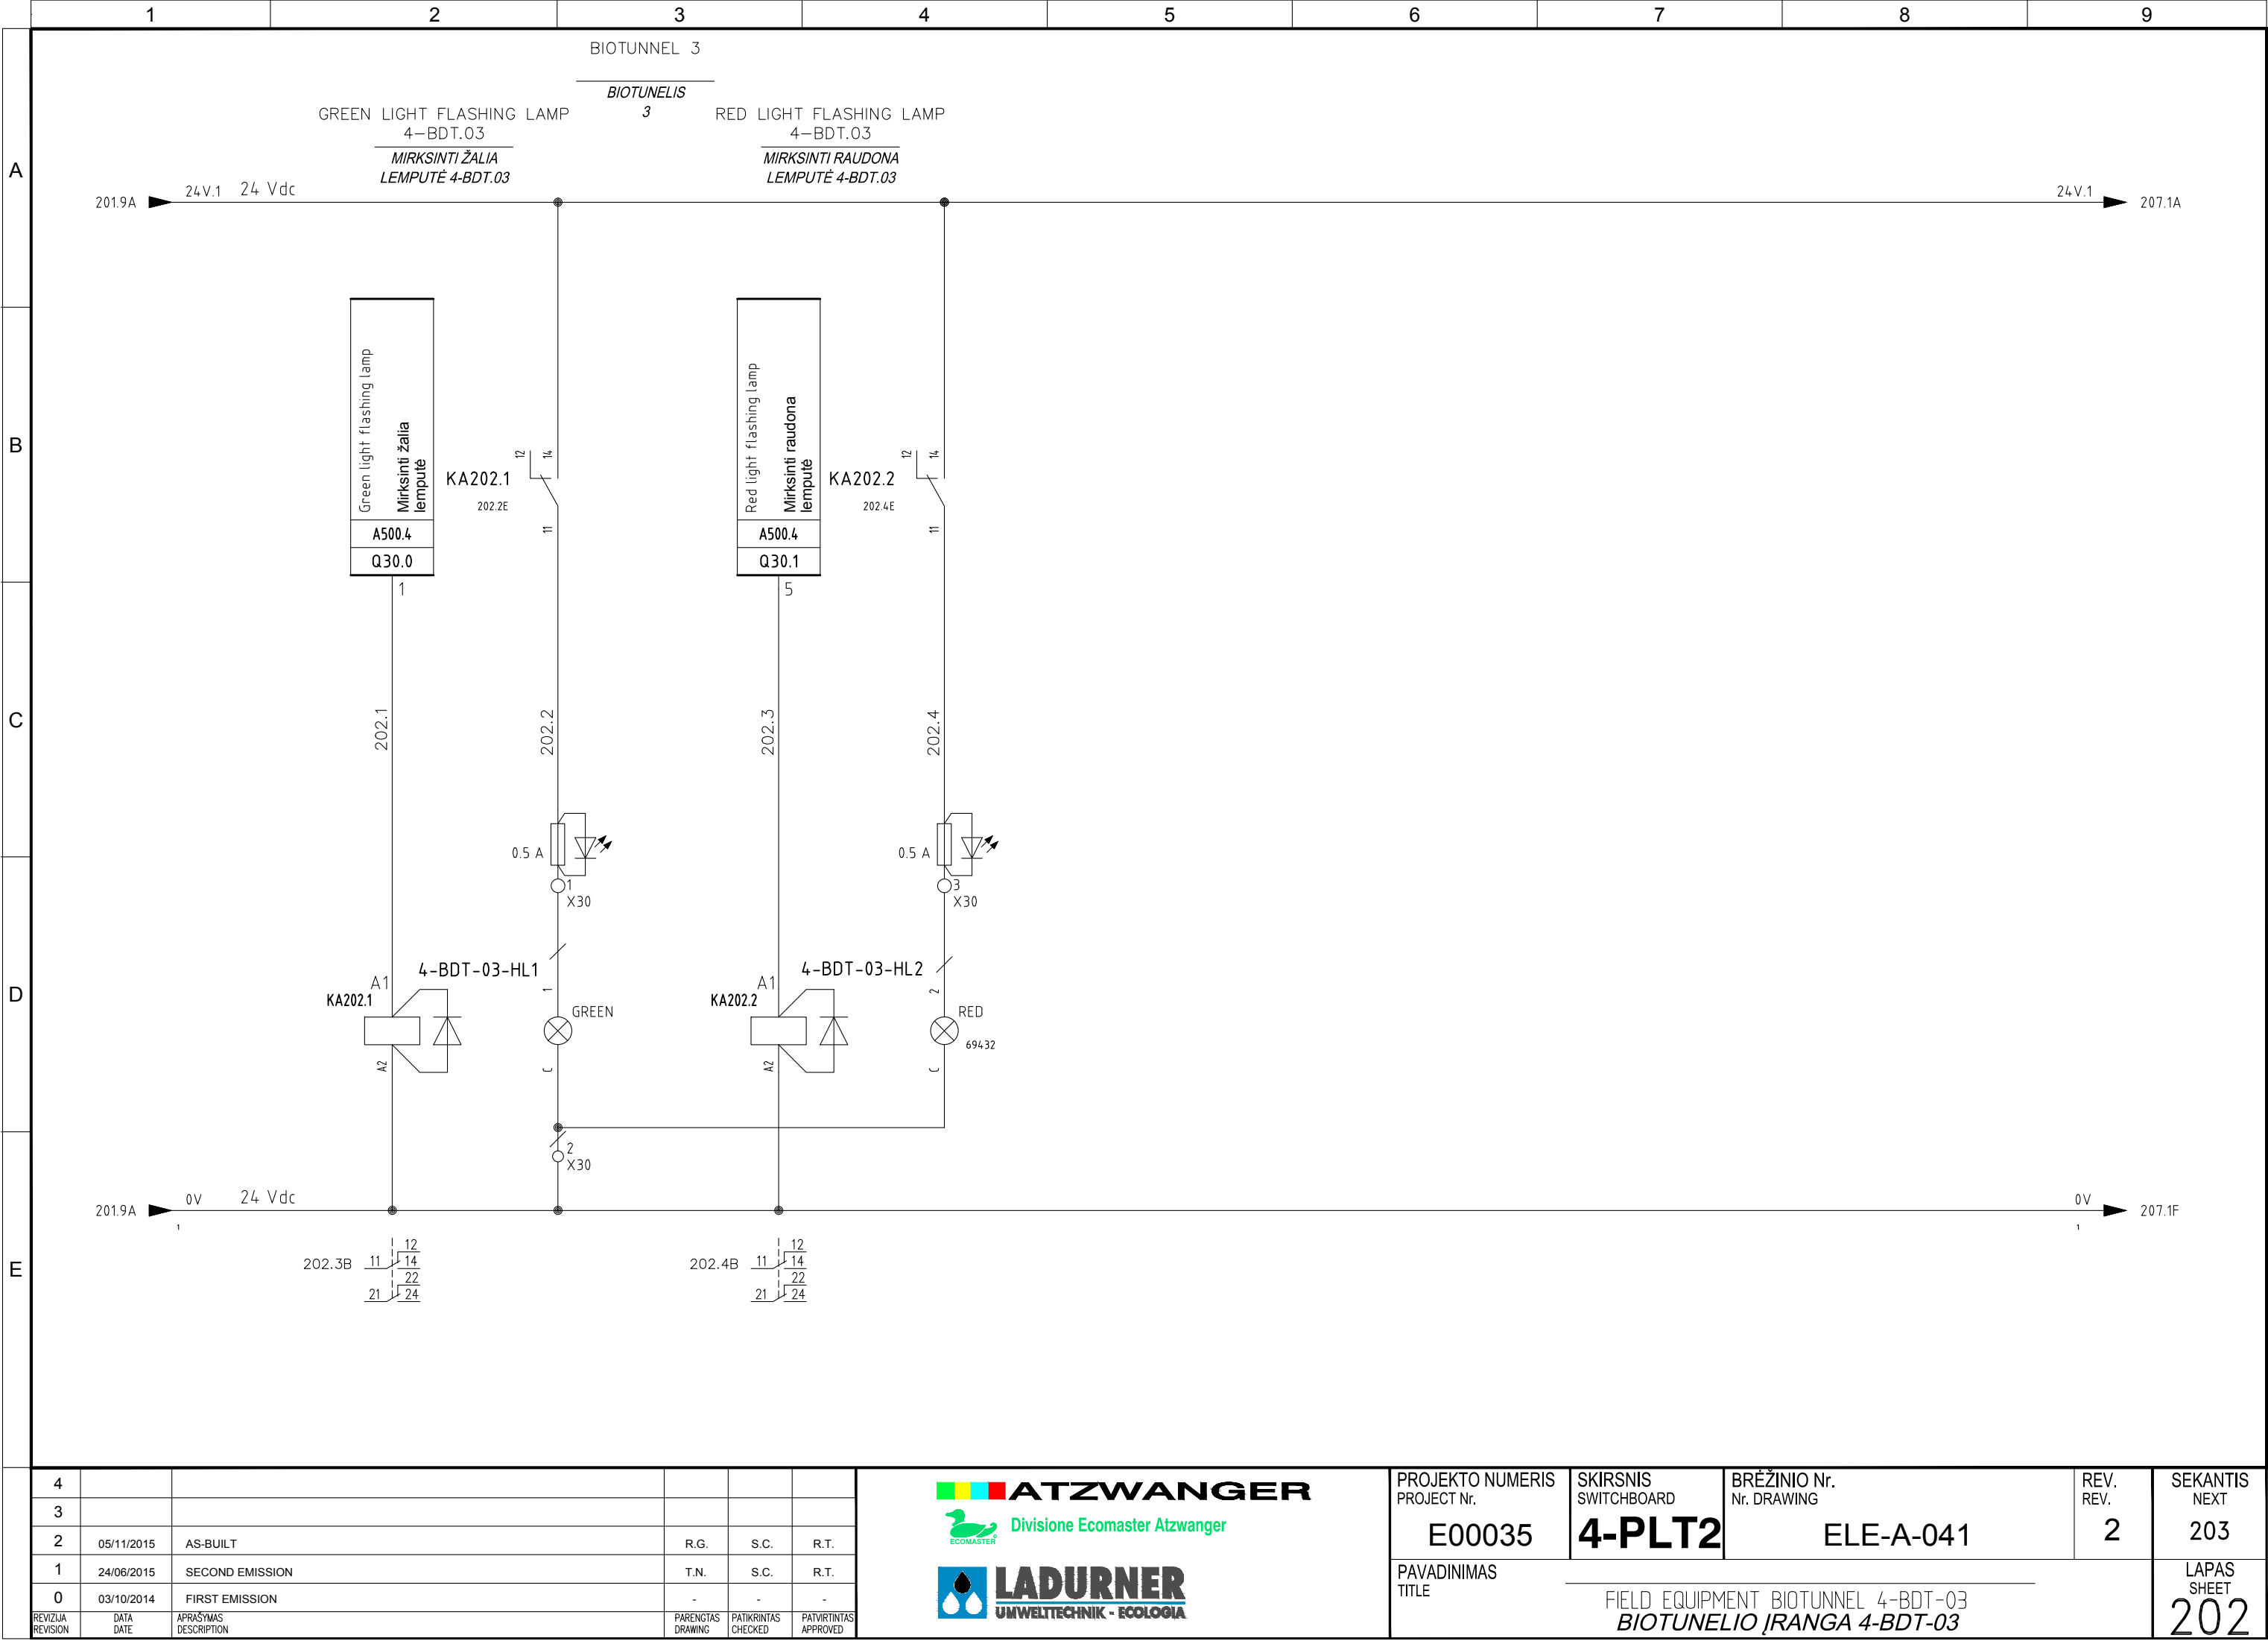 1 2 3 4 5 6 7 8 9
BIOTUNNEL 3
BIOTUNELIS
3
GREEN LIGHT FLASHING LAMP
4-BDT.03
MIRKSINTI ŽALIA
LEMPUTĖ 4-BDT.03
RED LIGHT FLASHING LAMP
4-BDT.03
MIRKSINTI RAUDONA
LEMPUTĖ 4-BDT.03
A
201.9A 24V.1 24 Vdc 24V.1 207.1A
B
Green light flashing lamp
Mirksinti žalia
lemputė
A500.4
Q30.0
1
KA202.1
202.2E
12 14
11
Red light flashing lamp
Mirksinti raudona
lemputė
A500.4
Q30.1
5
KA202.2
202.4E
12 14
11
C
202.1 202.2 202.3 202.4
0.5 A
1
X30
0.5 A
3
X30
D
A1
KA202.1
A2
4-BDT-03-HL1
1
GREEN
C
A1
KA202.2
A2
4-BDT-03-HL2
2
RED
69432
C
2
X30
201.9A 0V 24 Vdc 0V 207.1F
1 1
E
202.3B 11 12
14
22
21 24
202.4B 11 12
14
22
21 24
4
3
2 05/11/2015 AS-BUILT R.G. S.C. R.T.
1 24/06/2015 SECOND EMISSION T.N. S.C. R.T.
0 03/10/2014 FIRST EMISSION - - -
REVIZIJA DATA APRAŠYMAS PARENGTAS PATIKRINTAS PATVIRTINTAS
REVISION DATE DESCRIPTION DRAWING CHECKED APPROVED
ATZWANGER
Divisione Ecomaster Atzwanger
ECOMASTER
LADURNER
UMWELTTECHNIK - ECOLOGIA
PROJEKTO NUMERIS
PROJECT Nr.
E00035
SKIRSNIS
SWITCHBOARD
4-PLT2
BRĖŽINIO Nr.
Nr. DRAWING
ELE-A-041
REV.
REV.
2
SEKANTIS
NEXT
203
PAVADINIMAS
TITLE
FIELD EQUIPMENT BIOTUNNEL 4-BDT-03
BIOTUNELIO ĮRANGA 4-BDT-03
LAPAS
SHEET
202